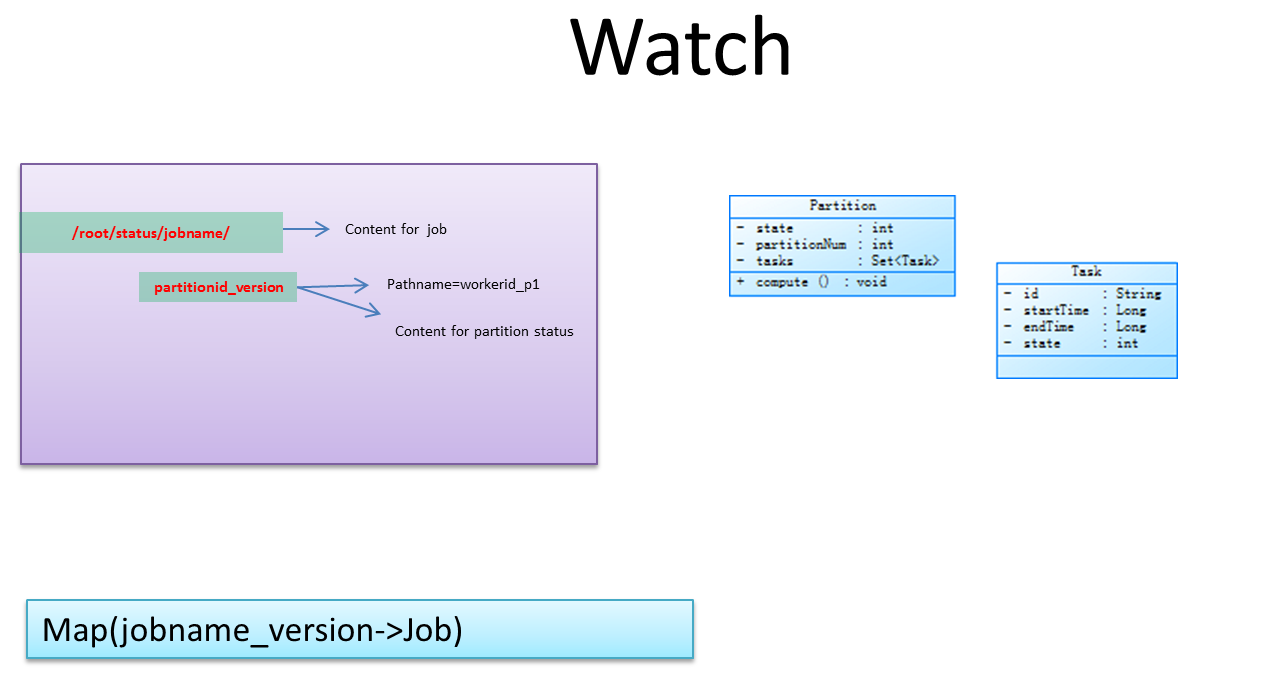 Watch
/root/status/jobname/
Content for job
partitionid_version
Pathname=workerid_p1
Content for partition status
Partition
- state : int
- partitionNum : int
- tasks : Set<Task>
+ compute () : void
Task
- id : String
- startTime : Long
- endTime : Long
- state : int
Map(jobname_version->Job)